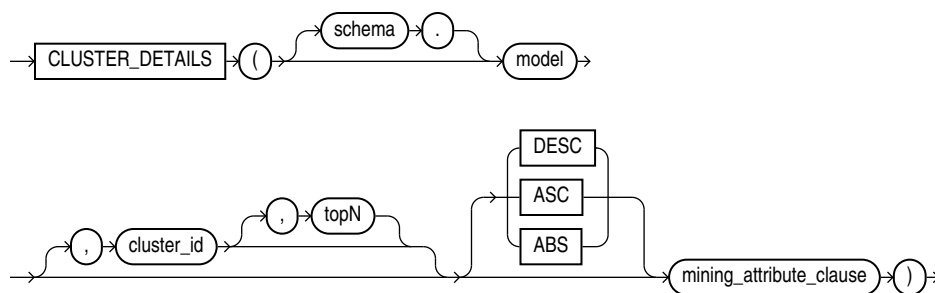 schema .
CLUSTER_DETAILS ( model
DESC
, topN ASC
, cluster_id ABS
mining_attribute_clause )